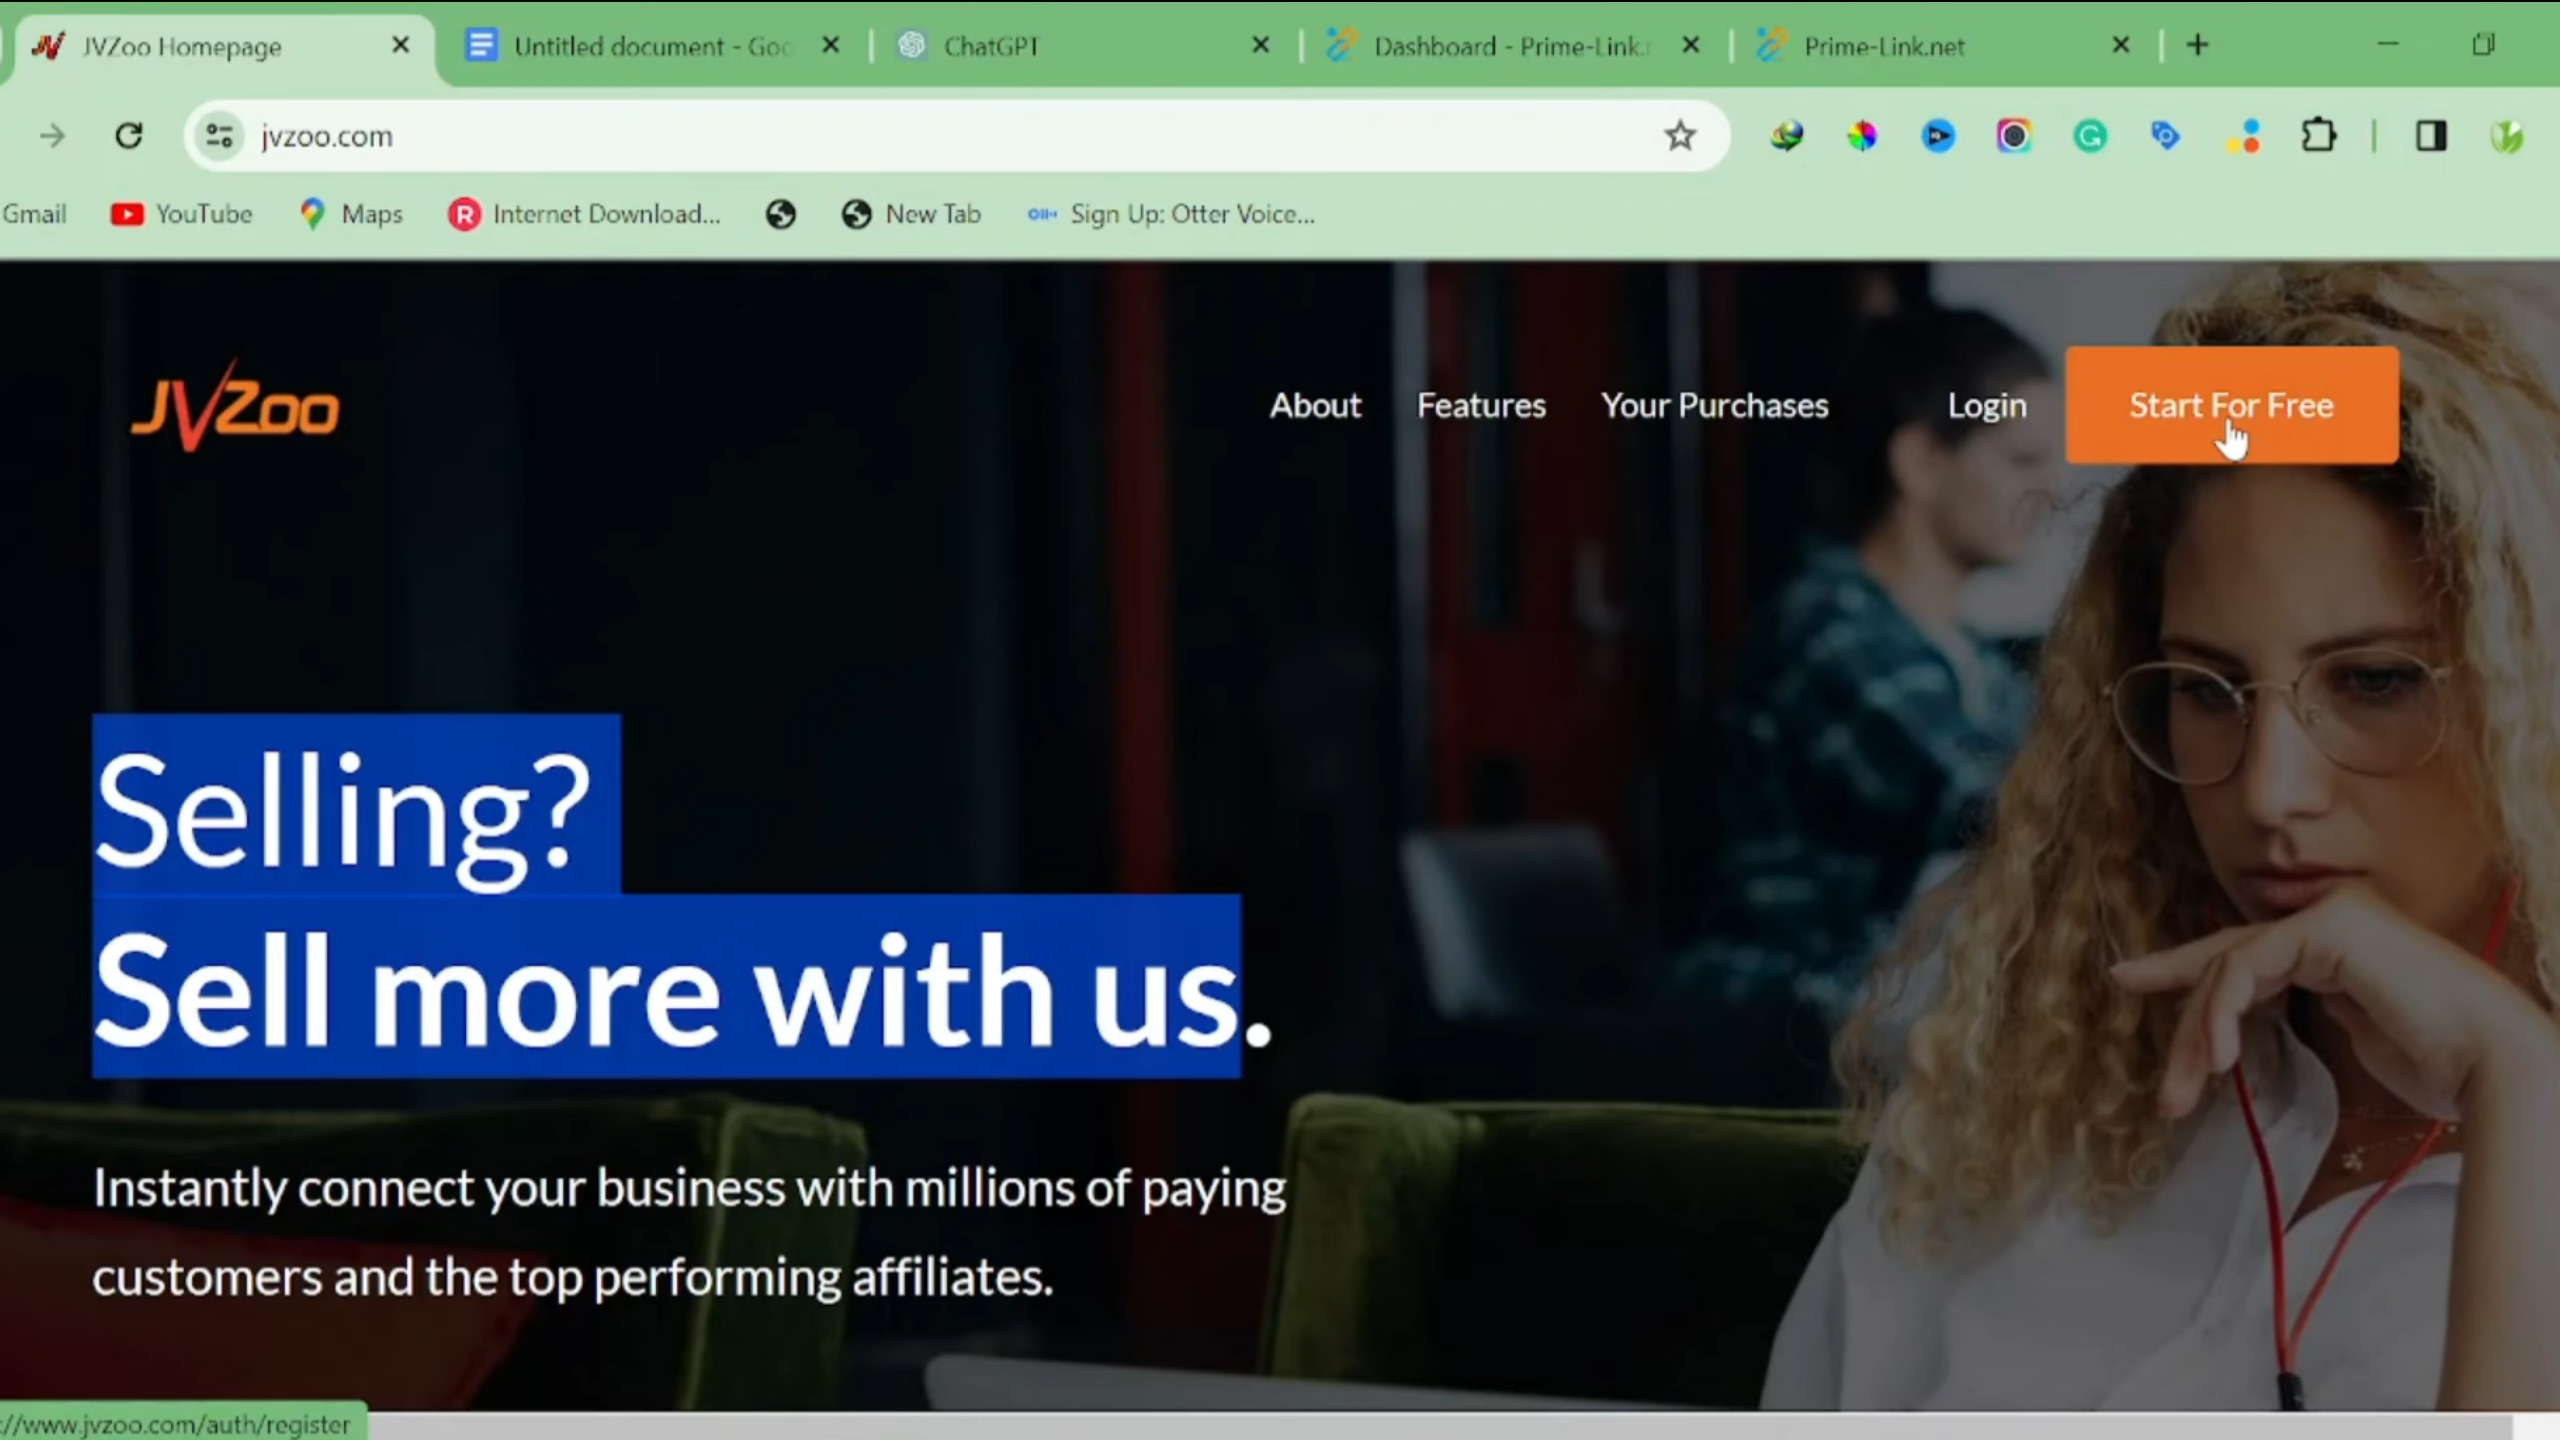 JVZoo Homepage
Untitled document - Goo
ChatGPT
Dashboard - Prime-Link.
Prime-Link.net
jvzoo.com
Gmail
YouTube
Maps
Internet Download...
New Tab
Sign Up: Otter Voice...
JVZoo
About
Features
Your Purchases
Login
Start For Free
Selling?
Sell more with us.
Instantly connect your business with millions of paying
customers and the top performing affiliates.
//www.jvzoo.com/auth/register